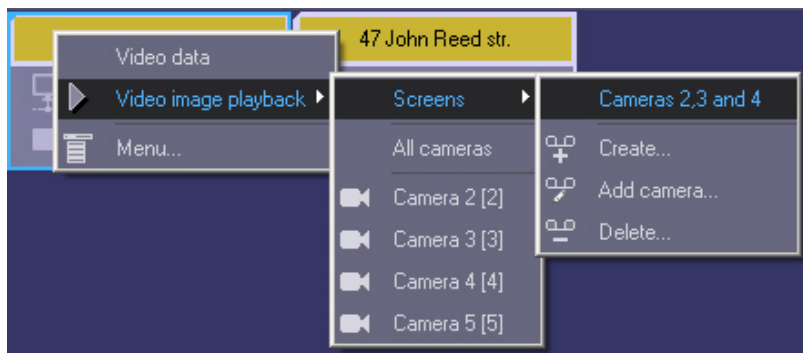 47 John Reed str.
Video data
Video image playback
Menu...
Screens
All cameras
Camera 2 [2]
Camera 3 [3]
Camera 4 [4]
Camera 5 [5]
Cameras 2,3 and 4
Create...
Add camera...
Delete...